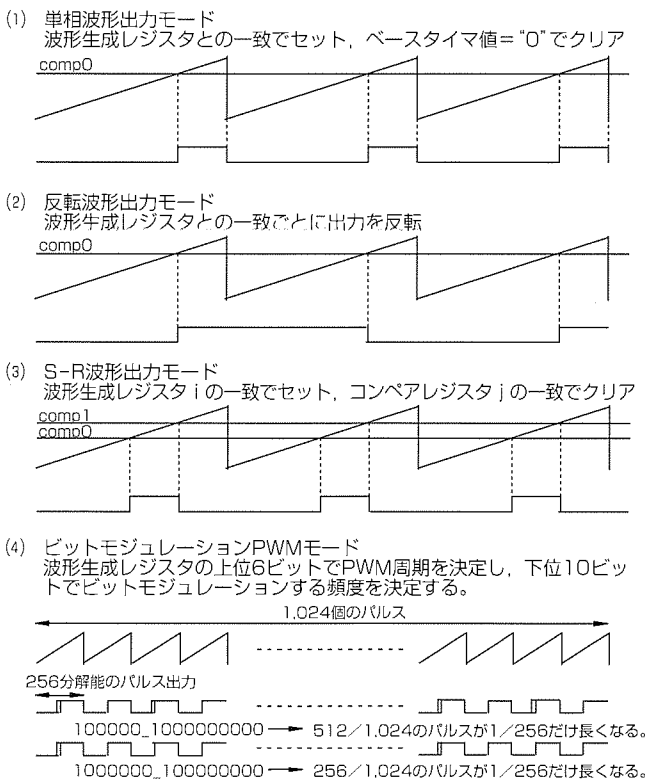 (1) 単相波形出力モード
波形生成レジスタとの一致でセット，ベースタイマ値＝“0”でクリア
comp0
(2) 反転波形出力モード
波形生成レジスタとの一致ごとに出力を反転
comp0
(3) S-R波形出力モード
波形生成レジスタiの一致でセット，コンペアレジスタjの一致でクリア
comp1
comp0
(4) ビットモジュレーションPWMモード
波形生成レジスタの上位6ビットでPWM周期を決定し，下位10ビッ
トでビットモジュレーションする頻度を決定する。
1,024個のパルス
256分解能のパルス出力
100000_1000000000 → 512／1,024のパルスが1／256だけ長くなる。
1000000_100000000 → 256／1,024のパルスが1／256だけ長くなる。